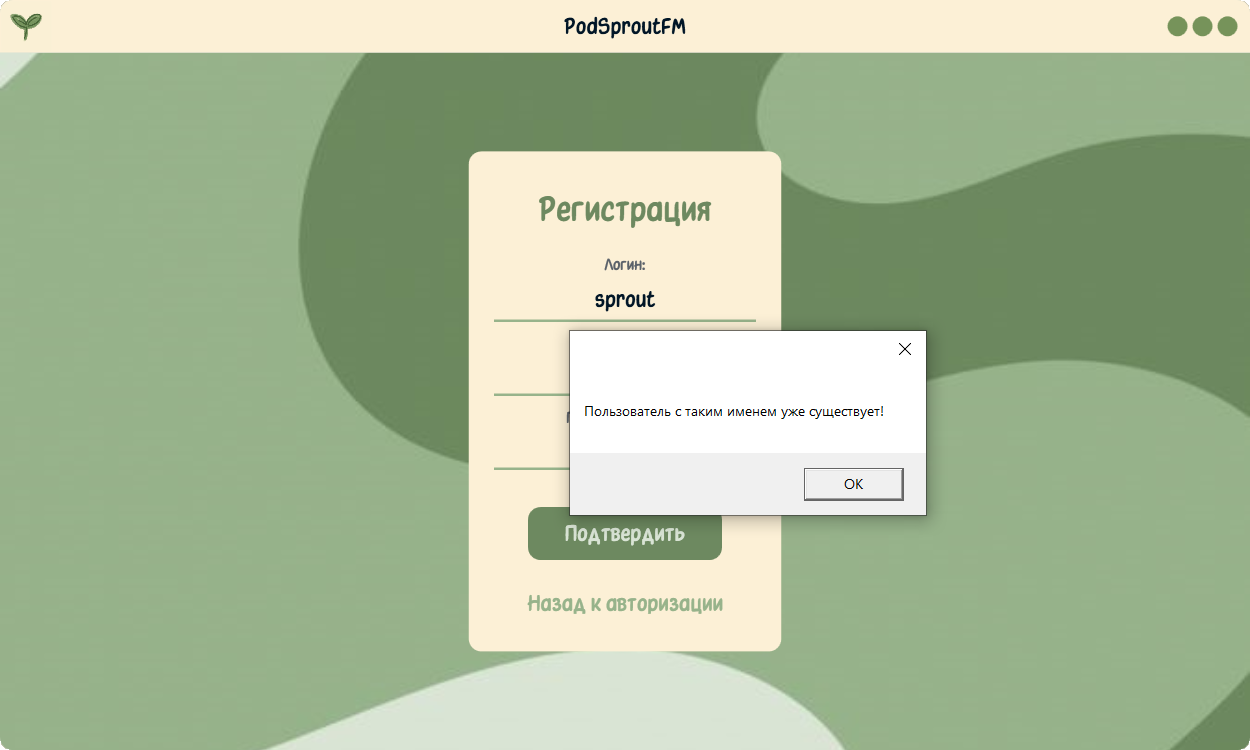 PodSproutFM
Регистрация
Логин:
sprout
Пользователь с таким именем уже существует!
OK
Подтвердить
Назад к авторизации